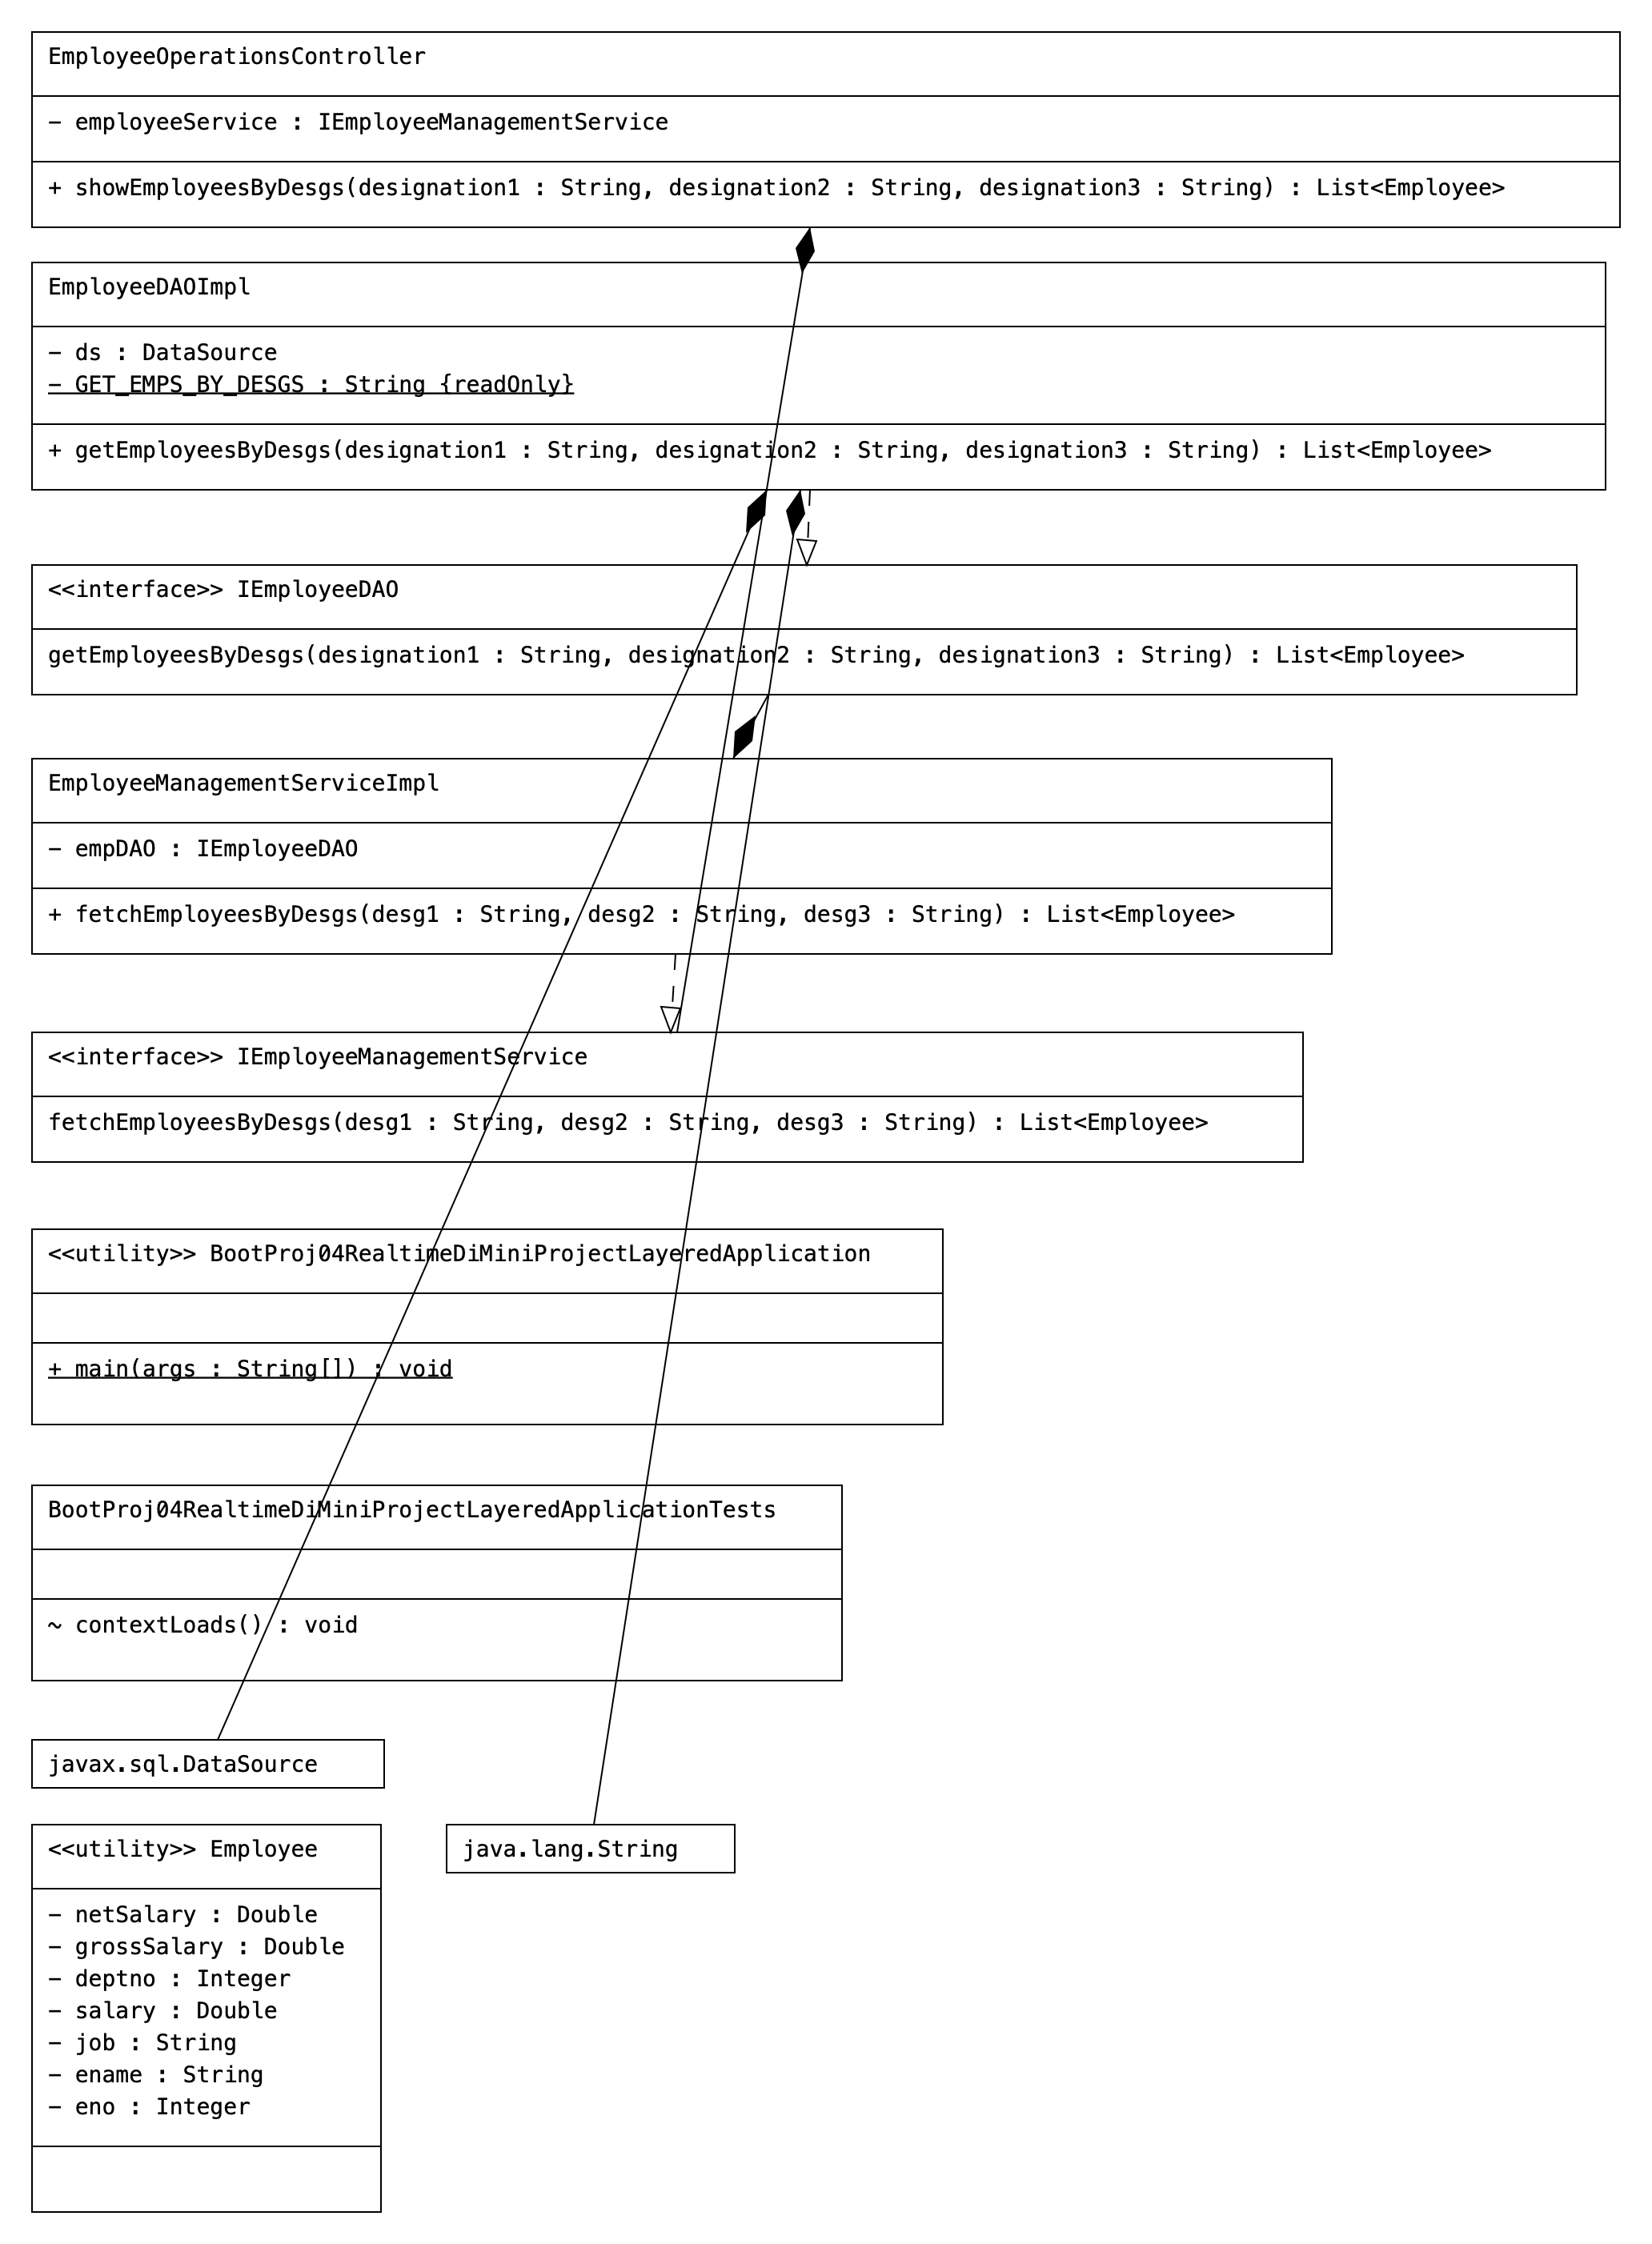 EmployeeOperationsController
- employeeService : IEmployeeManagementService
+ showEmployeesByDesgs(designation1 : String, designation2 : String, designation3 : String) : List<Employee>
EmployeeDAOImpl
- ds : DataSource
- GET_EMPS_BY_DESGS : String {readOnly}
+ getEmployeesByDesgs(designation1 : String, designation2 : String, designation3 : String) : List<Employee>
<<interface>> IEmployeeDAO
getEmployeesByDesgs(designation1 : String, designation2 : String, designation3 : String) : List<Employee>
EmployeeManagementServiceImpl
- empDAO : IEmployeeDAO
+ fetchEmployeesByDesgs(desg1 : String, desg2 : String, desg3 : String) : List<Employee>
<<interface>> IEmployeeManagementService
fetchEmployeesByDesgs(desg1 : String, desg2 : String, desg3 : String) : List<Employee>
<<utility>> BootProj04RealtimeDiMiniProjectLayeredApplication
+ main(args : String[]) : void
BootProj04RealtimeDiMiniProjectLayeredApplicationTests
~ contextLoads() : void
javax.sql.DataSource
<<utility>> Employee
java.lang.String
- netSalary : Double
- grossSalary : Double
- deptno : Integer
- salary : Double
- job : String
- ename : String
- eno : Integer